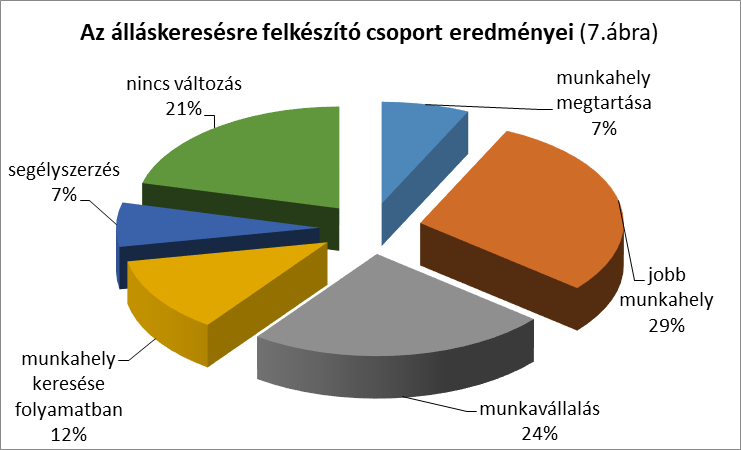 Az álláskeresésre felkészítő csoport eredményei (7.ábra)
munkahely
megtartása
7%
jobb
munkahely
29%
munkavállalás
24%
munkahely
keresése
folyamatban
12%
segélyszerzés
7%
nincs változás
21%